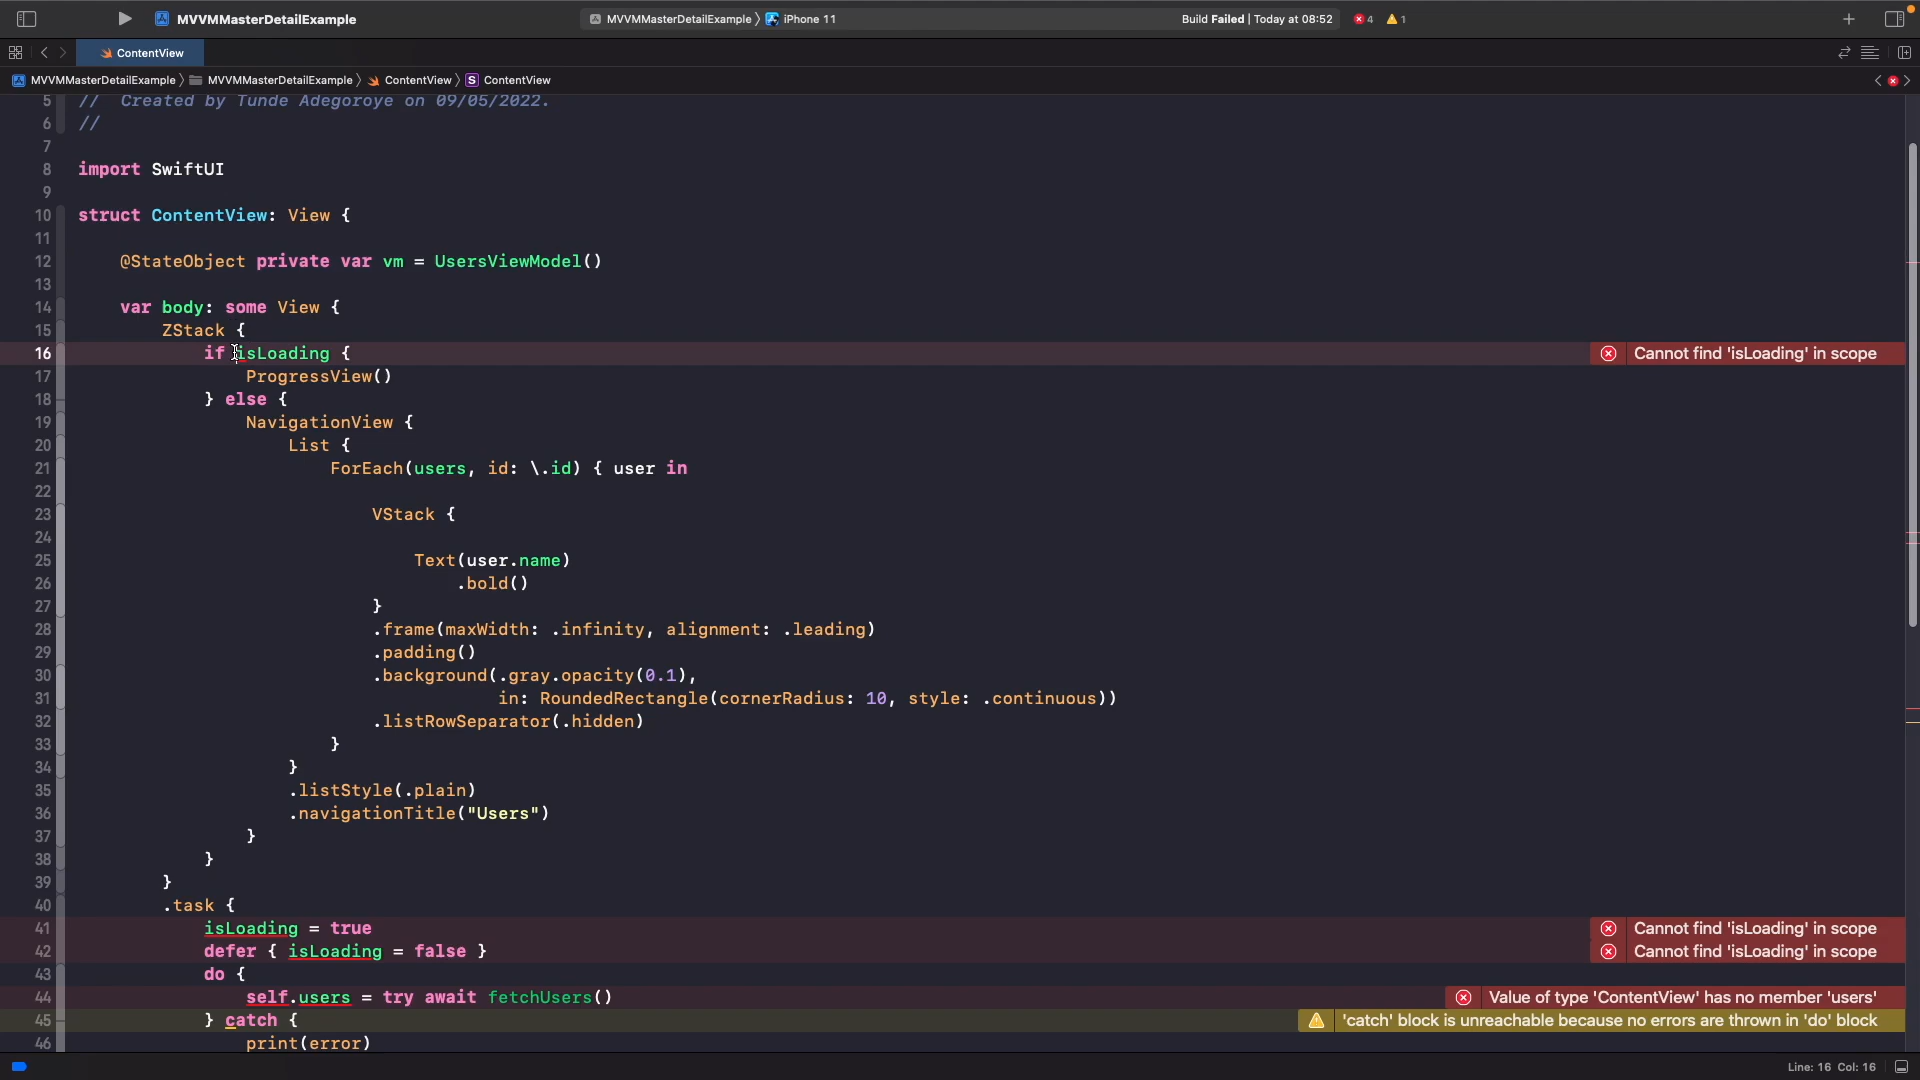 MVVMMasterDetailExample
MVVMMasterDetailExample 〉 iPhone 11
Build Failed | Today at 08:52
4
1
ContentView
MVVMMasterDetailExample 〉 MVVMMasterDetailExample 〉 ContentView 〉 S ContentView
5 // Created by Tunde Adegoroye on 09/05/2022.
6 //
7
8 import SwiftUI
9
10 struct ContentView: View {
11
12 @StateObject private var vm = UsersViewModel()
13
14 var body: some View {
15 ZStack {
16 if isLoading { Cannot find 'isLoading' in scope
17 ProgressView()
18 } else {
19 NavigationView {
20 List {
21 ForEach(users, id: \.id) { user in
22
23 VStack {
24
25 Text(user.name)
26 .bold()
27 }
28 .frame(maxWidth: .infinity, alignment: .leading)
29 .padding()
30 .background(.gray.opacity(0.1),
31 in: RoundedRectangle(cornerRadius: 10, style: .continuous))
32 .listRowSeparator(.hidden)
33 }
34 }
35 .listStyle(.plain)
36 .navigationTitle("Users")
37 }
38 }
39 }
40 .task {
41 isLoading = true Cannot find 'isLoading' in scope
42 defer { isLoading = false } Cannot find 'isLoading' in scope
43 do {
44 self.users = try await fetchUsers() Value of type 'ContentView' has no member 'users'
45 } catch { 'catch' block is unreachable because no errors are thrown in 'do' block
46 print(error)
Line: 16 Col: 16